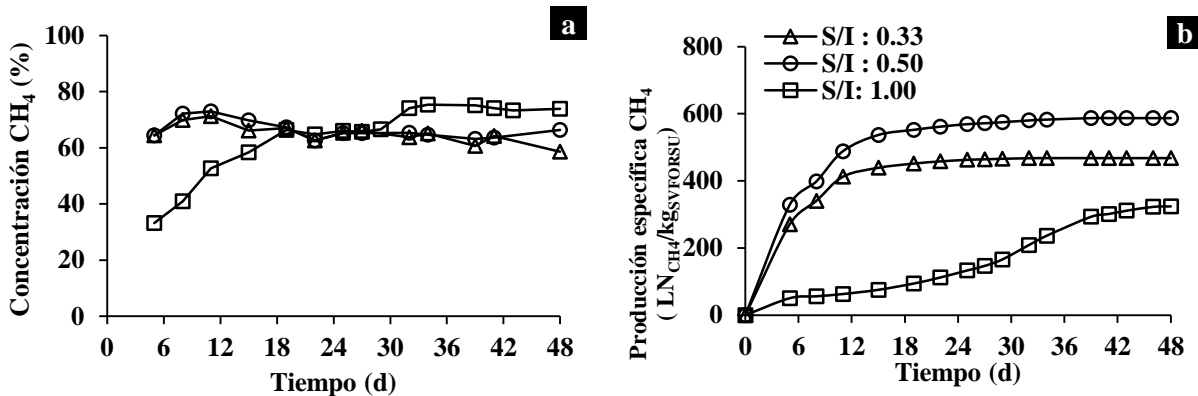 a
Concentración CH4 (%)
100
80
60
40
20
0
0 6 12 18 24 30 36 42 48
Tiempo (d)
b
S/I : 0.33
S/I : 0.50
S/I: 1.00
Producción específica CH4
( LNCH4/kgSVFORSU)
800
600
400
200
0
0 6 12 18 24 30 36 42 48
Tiempo (d)